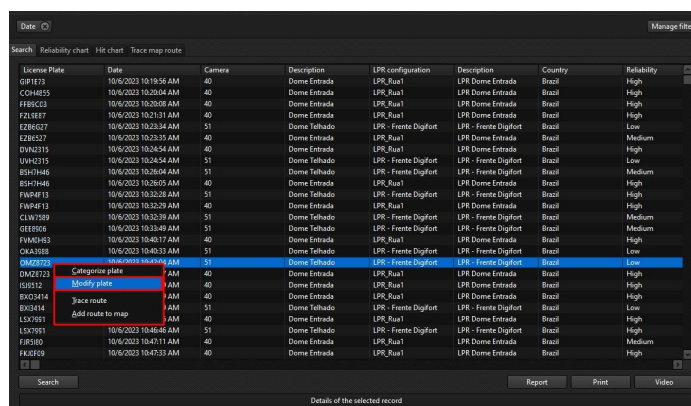 Date
Manage filte
Search Reliability chart Hit chart Trace map route
License Plate Date Camera Description LPR configuration Description Country Reliability
GIP1E73 10/6/2023 10:19:56 AM 40 Dome Entrada LPR_Rua1 LPR Dome Entrada Brazil High
COH4855 10/6/2023 10:20:04 AM 40 Dome Entrada LPR_Rua1 LPR Dome Entrada Brazil High
FFB9C03 10/6/2023 10:20:08 AM 40 Dome Entrada LPR_Rua1 LPR Dome Entrada Brazil High
FZL9E87 10/6/2023 10:21:31 AM 40 Dome Entrada LPR_Rua1 LPR Dome Entrada Brazil High
EZB6G27 10/6/2023 10:23:34 AM 51 Dome Telhado LPR - Frente Digifort LPR - Frente Digifort Brazil Low
EZB6527 10/6/2023 10:23:35 AM 40 Dome Entrada LPR_Rua1 LPR Dome Entrada Brazil Medium
DVN2315 10/6/2023 10:24:54 AM 40 Dome Entrada LPR_Rua1 LPR Dome Entrada Brazil High
UVH2315 10/6/2023 10:24:54 AM 51 Dome Telhado LPR - Frente Digifort LPR - Frente Digifort Brazil Low
BSH7H46 10/6/2023 10:26:04 AM 51 Dome Telhado LPR - Frente Digifort LPR - Frente Digifort Brazil Medium
BSH7H46 10/6/2023 10:26:05 AM 40 Dome Entrada LPR_Rua1 LPR Dome Entrada Brazil High
FWP4F13 10/6/2023 10:32:28 AM 51 Dome Telhado LPR - Frente Digifort LPR - Frente Digifort Brazil High
FWP4F13 10/6/2023 10:32:29 AM 40 Dome Entrada LPR_Rua1 LPR Dome Entrada Brazil High
CLW7589 10/6/2023 10:32:39 AM 51 Dome Telhado LPR - Frente Digifort LPR - Frente Digifort Brazil Medium
GEE8906 10/6/2023 10:33:49 AM 51 Dome Telhado LPR - Frente Digifort LPR - Frente Digifort Brazil Medium
FVM0H93 10/6/2023 10:40:17 AM 40 Dome Entrada LPR_Rua1 LPR Dome Entrada Brazil High
OKA3988 10/6/2023 10:40:33 AM 51 Dome Telhado LPR - Frente Digifort LPR - Frente Digifort Brazil Low
OMZ8723 10/6/2023 10:42:04 AM 51 Dome Telhado LPR - Frente Digifort LPR - Frente Digifort Brazil Low
DMZ8723 AM 40 Dome Entrada LPR_Rua1 LPR Dome Entrada Brazil High
Categorize plate
ISJ9512 AM 40 Dome Entrada LPR_Rua1 LPR Dome Entrada Brazil High
Modify plate
BXO3414 AM 40 Dome Entrada LPR_Rua1 LPR Dome Entrada Brazil High
Trace route
BXI3414 AM 51 Dome Telhado LPR - Frente Digifort LPR - Frente Digifort Brazil Low
Add route to map
LSX7991 AM 40 Dome Entrada LPR_Rua1 LPR Dome Entrada Brazil High
LSX7991 10/6/2023 10:46:46 AM 51 Dome Telhado LPR - Frente Digifort LPR - Frente Digifort Brazil High
FJR5I80 10/6/2023 10:47:11 AM 40 Dome Entrada LPR_Rua1 LPR Dome Entrada Brazil Medium
FKJ0F09 10/6/2023 10:47:33 AM 40 Dome Entrada LPR_Rua1 LPR Dome Entrada Brazil High
Search Report Print Video
Details of the selected record